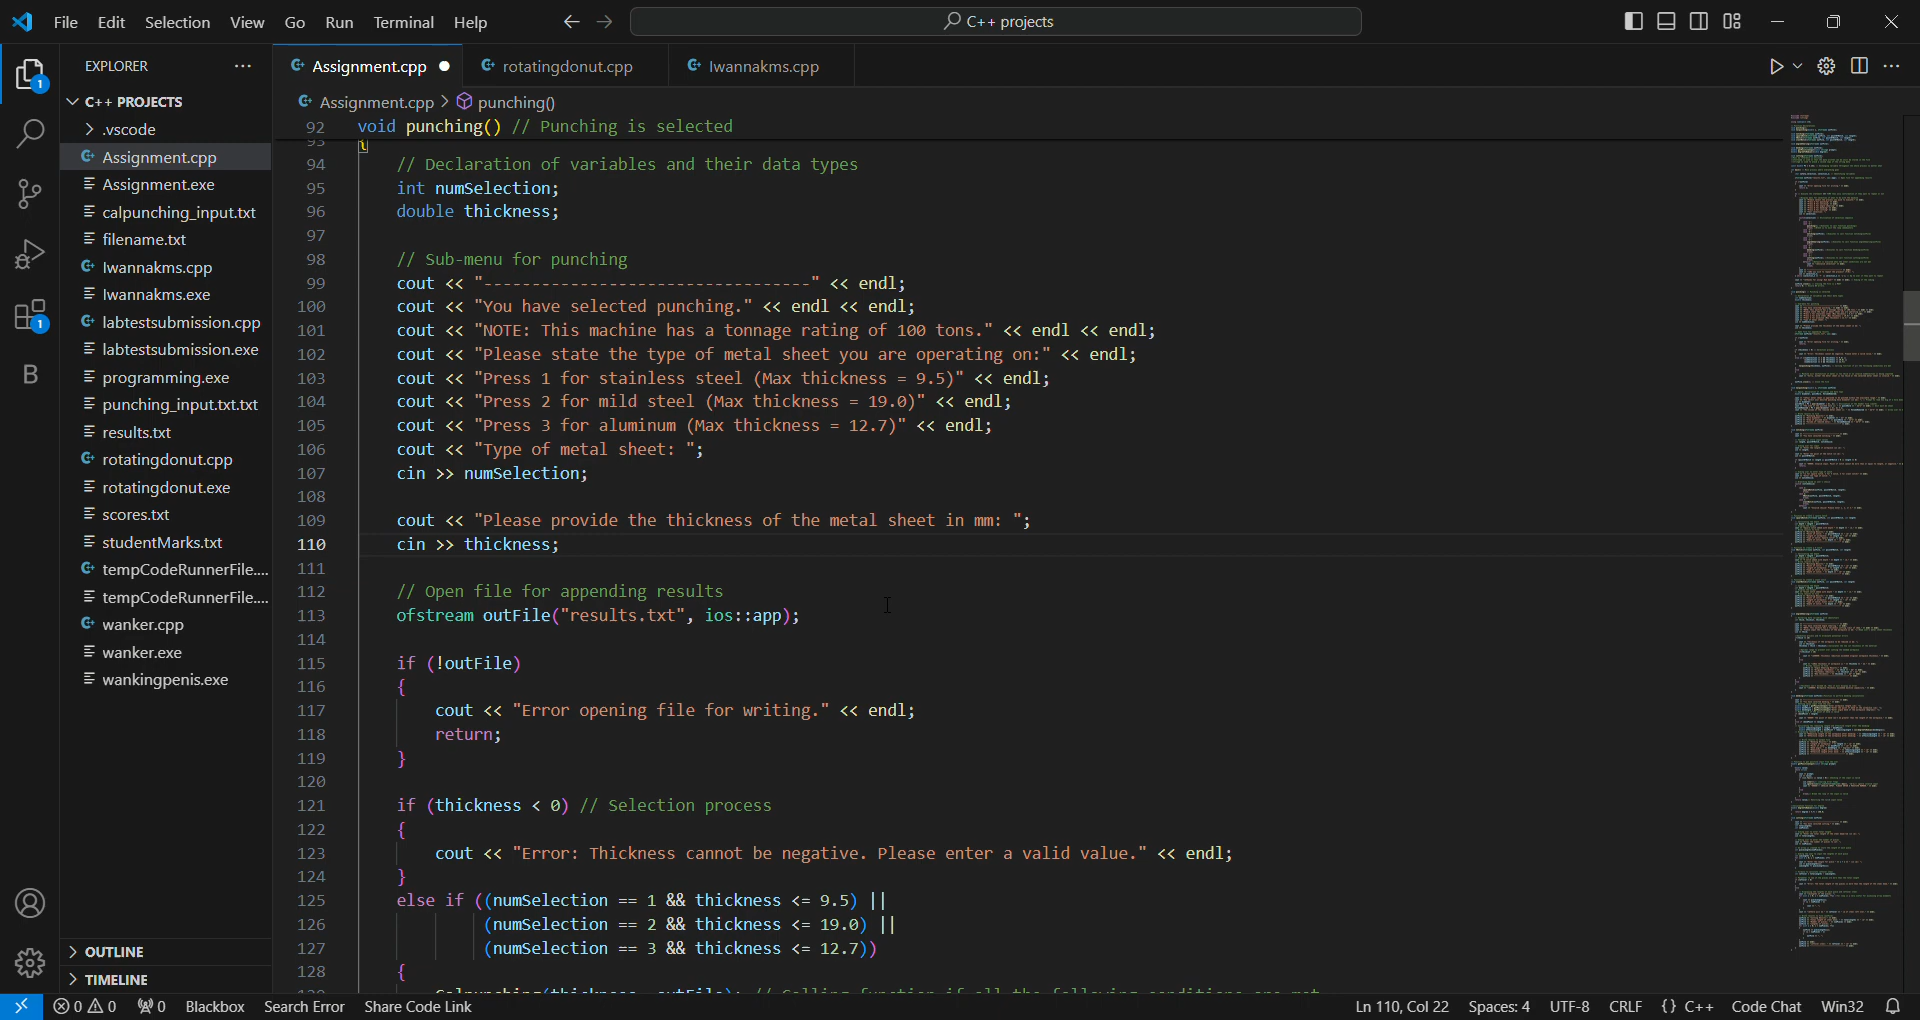 File Edit Selection View Go Run Terminal Help
C++ projects
EXPLORER
C++ PROJECTS
.vscode
Assignment.cpp
Assignment.exe
calpunching_input.txt
filename.txt
Iwannakms.cpp
Iwannakms.exe
labtestsubmission.cpp
labtestsubmission.exe
programming.exe
punching_input.txt.txt
results.txt
rotatingdonut.cpp
rotatingdonut.exe
scores.txt
studentMarks.txt
tempCodeRunnerFile....
tempCodeRunnerFile....
wanker.cpp
wanker.exe
wankingpenis.exe
OUTLINE
TIMELINE
1
1
B
Assignment.cpp rotatingdonut.cpp Iwannakms.cpp
Assignment.cpp > punching()
92 void punching() // Punching is selected
93 {
94 // Declaration of variables and their data types
95 int numSelection;
96 double thickness;
97
98 // Sub-menu for punching
99 cout << "----------------------------------" << endl;
100 cout << "You have selected punching." << endl << endl;
101 cout << "NOTE: This machine has a tonnage rating of 100 tons." << endl << endl;
102 cout << "Please state the type of metal sheet you are operating on:" << endl;
103 cout << "Press 1 for stainless steel (Max thickness = 9.5)" << endl;
104 cout << "Press 2 for mild steel (Max thickness = 19.0)" << endl;
105 cout << "Press 3 for aluminum (Max thickness = 12.7)" << endl;
106 cout << "Type of metal sheet: ";
107 cin >> numSelection;
108
109 cout << "Please provide the thickness of the metal sheet in mm: ";
110 cin >> thickness;
111
112 // Open file for appending results
113 ofstream outFile("results.txt", ios::app);
114
115 if (!outFile)
116 {
117 cout << "Error opening file for writing." << endl;
118 return;
119 }
120
121 if (thickness < 0) // Selection process
122 {
123 cout << "Error: Thickness cannot be negative. Please enter a valid value." << endl;
124 }
125 else if ((numSelection == 1 && thickness <= 9.5) ||
126 (numSelection == 2 && thickness <= 19.0) ||
127 (numSelection == 3 && thickness <= 12.7))
128 {
0 0 0 Blackbox Search Error Share Code Link
Ln 110, Col 22 Spaces: 4 UTF-8 CRLF {} C++ Code Chat Win32